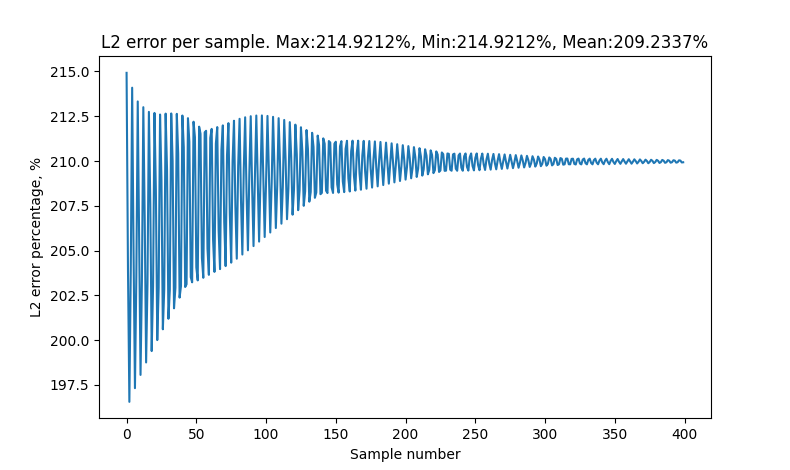 L2 error per sample. Max:214.9212%, Min:214.9212%, Mean:209.2337%
215.0
212.5
210.0
207.5
205.0
202.5
200.0
197.5
L2 error percentage, %
0 50 100 150 200 250 300 350 400
Sample number